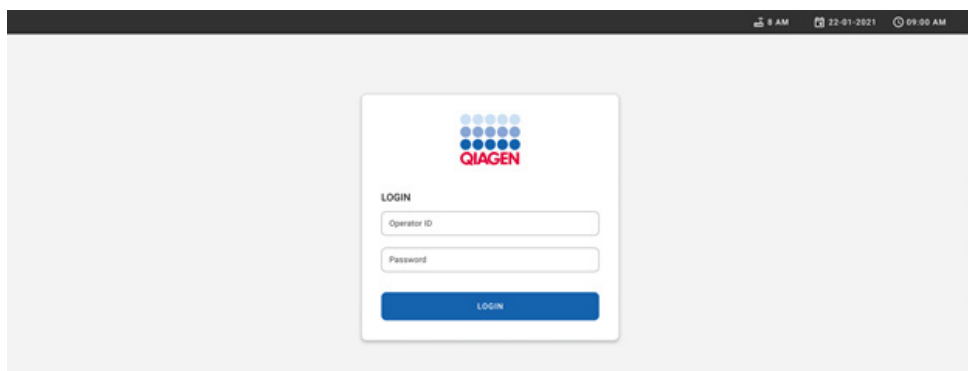 8 AM 22-01-2021 09:00 AM
QIAGEN
LOGIN
Operator ID
Password
LOGIN